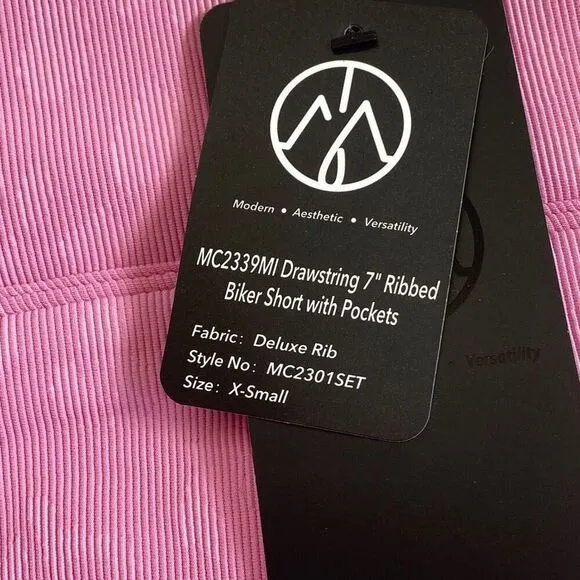 Modern • Aesthetic • Versatility
MC2339MI Drawstring 7" Ribbed
Biker Short with Pockets
Fabric: Deluxe Rib
Style No: MC2301SET
Size: X-Small
• Versatility